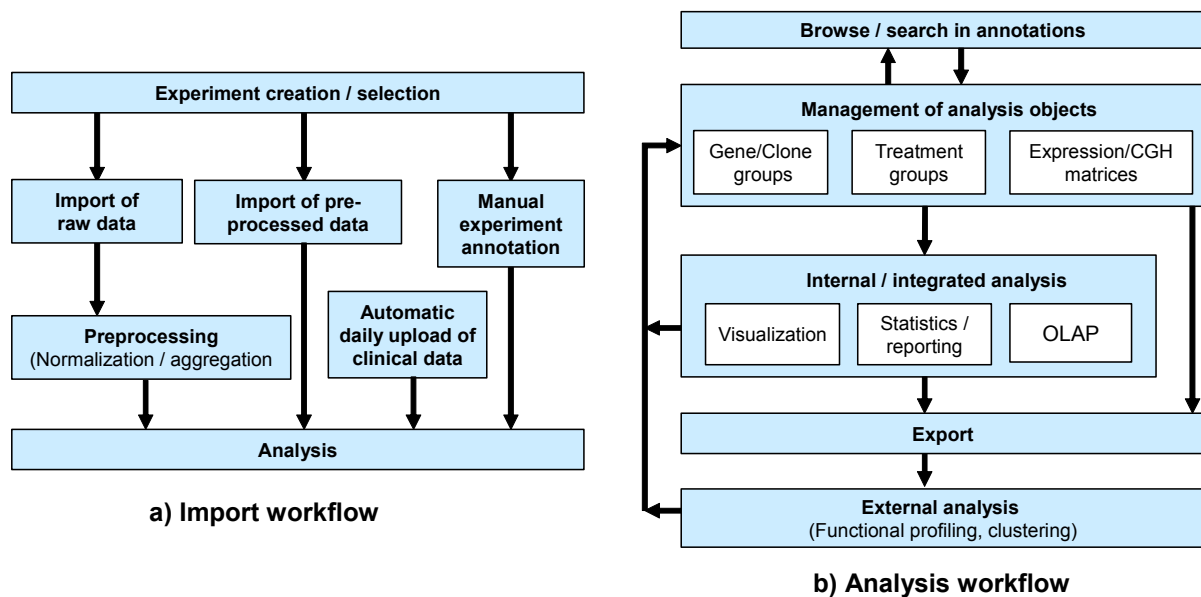 Experiment creation / selection
Import of
raw data
Import of pre-
processed data
Manual
experiment
annotation
Preprocessing
(Normalization / aggregation
Automatic
daily upload of
clinical data
Analysis
a) Import workflow
Browse / search in annotations
Management of analysis objects
Gene/Clone
groups
Treatment
groups
Expression/CGH
matrices
Internal / integrated analysis
Visualization
Statistics /
reporting
OLAP
Export
External analysis
(Functional profiling, clustering)
b) Analysis workflow